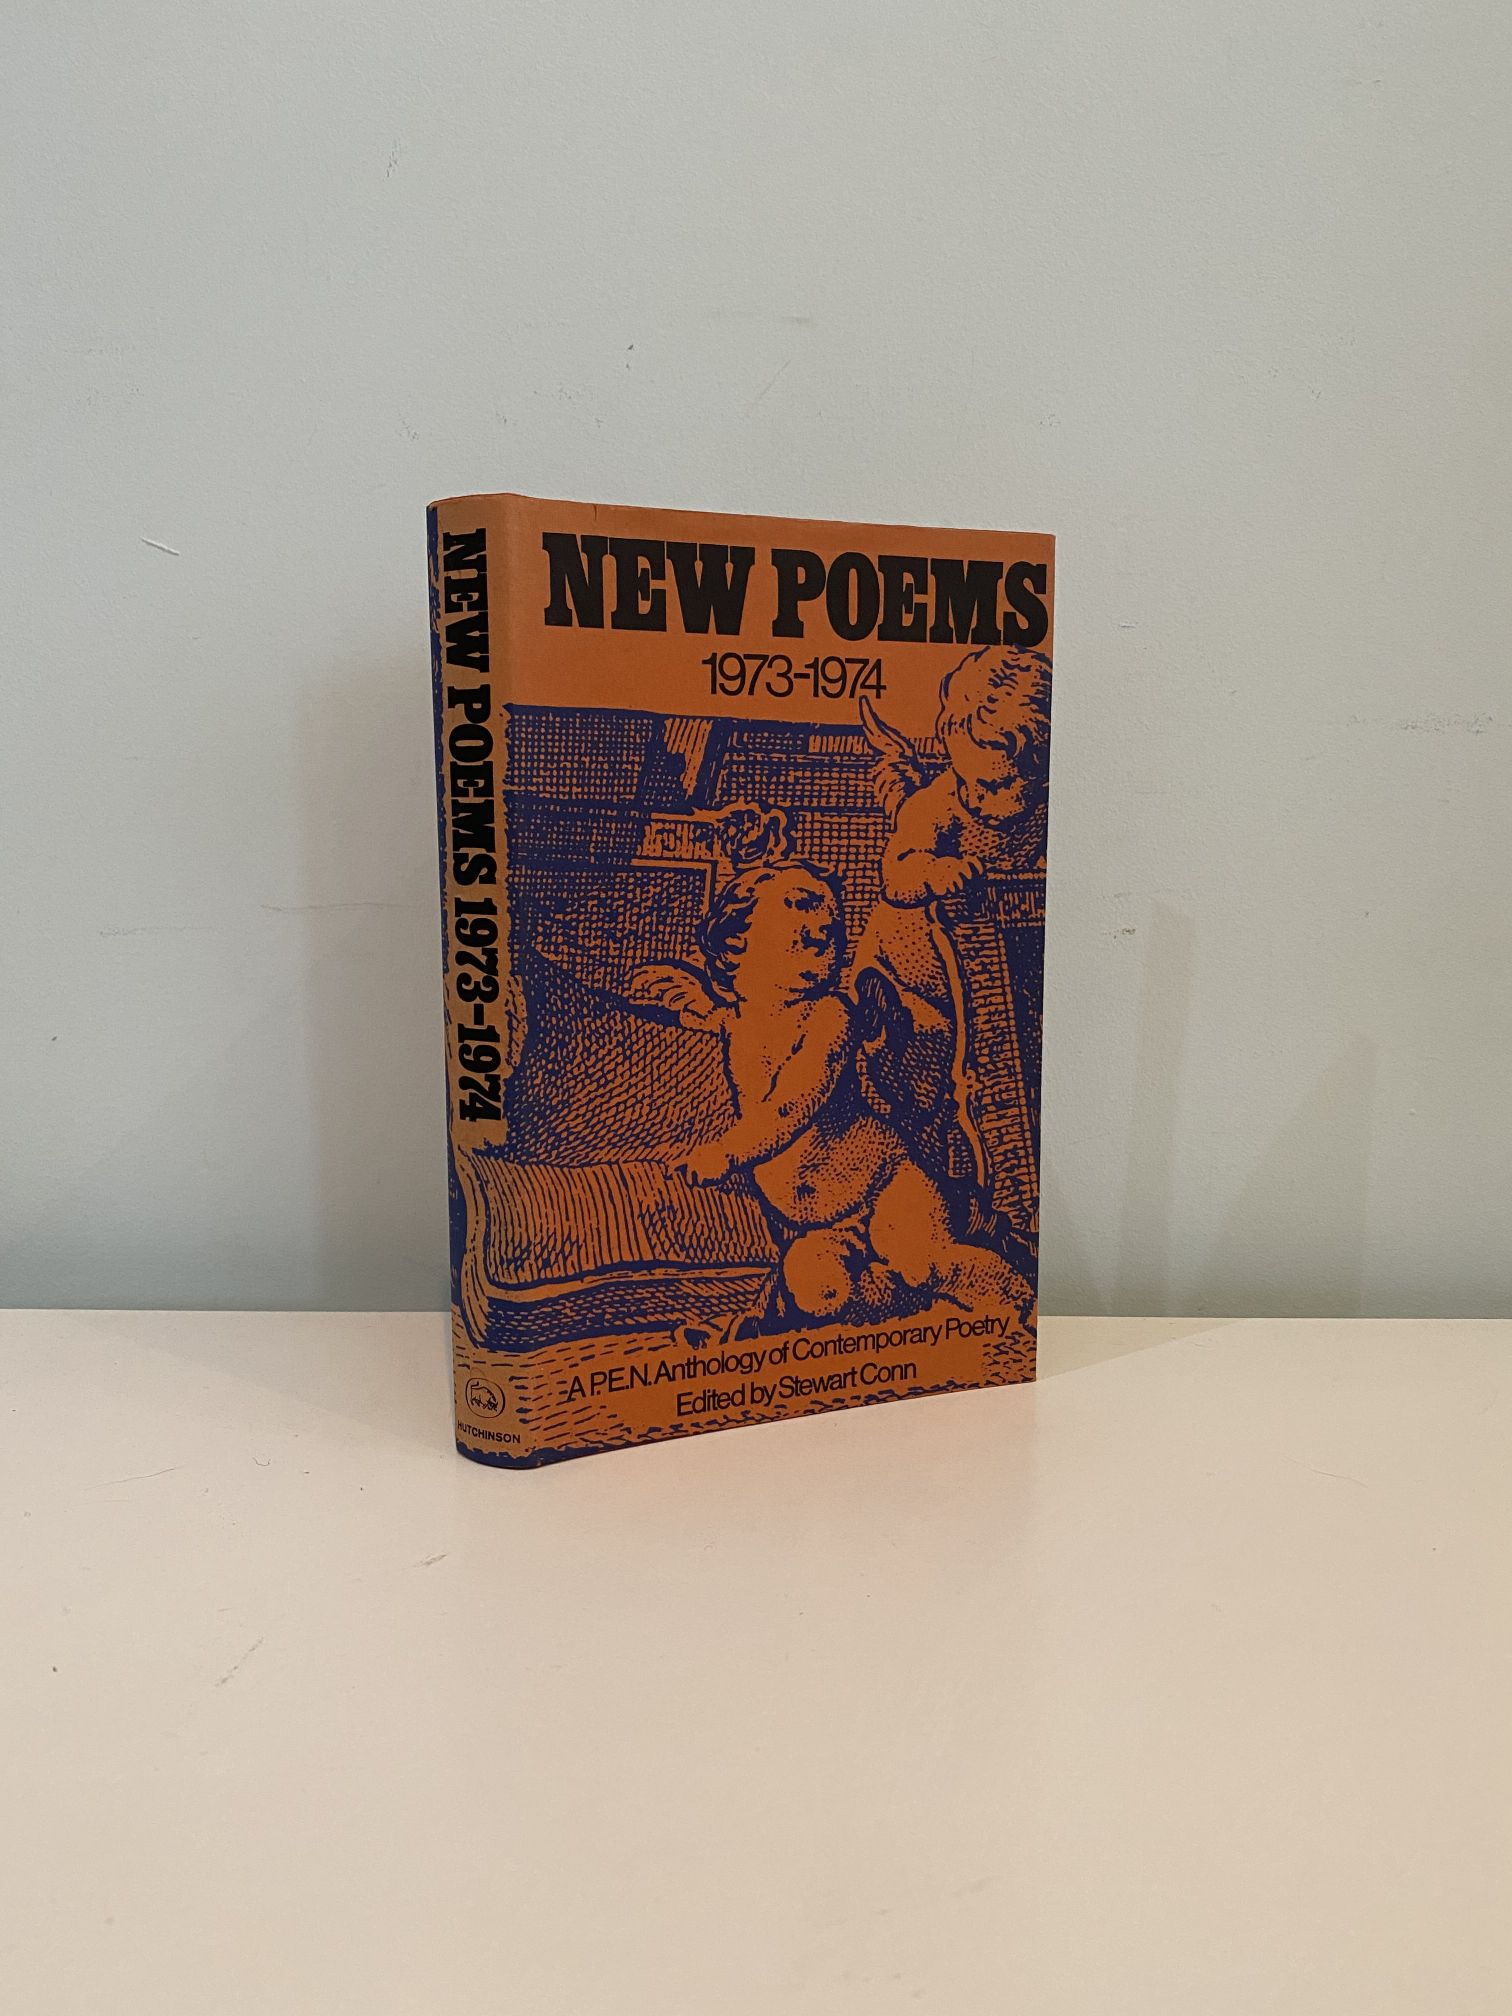 NEW POEMS 1973-1974
HUTCHINSON
NEW POEMS
1973-1974
A P.E.N. Anthology of Contemporary Poetry
Edited by Stewart Conn